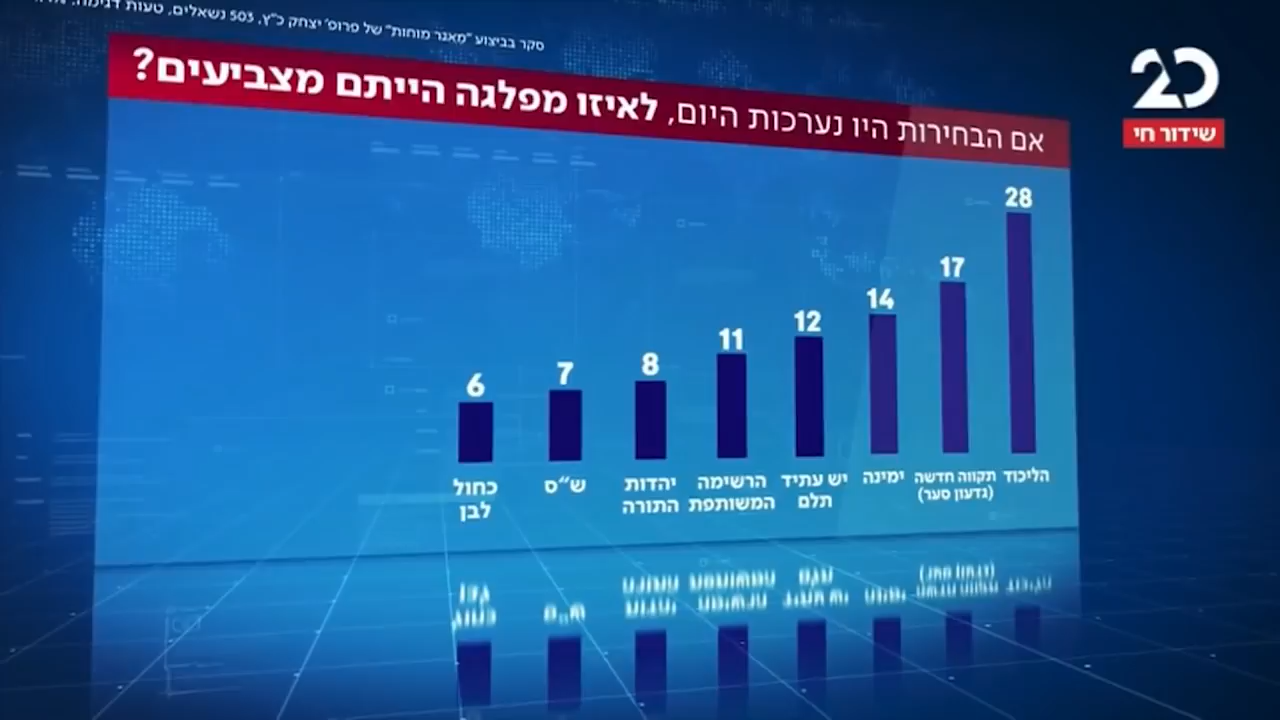 סקר בביצוע "מאגר מוחות" של פרופ' יצחק כ"ץ, 503 נשאלים, טעות דגימה,
20
שידור חי
אם הבחירות היו נערכות היום, לאיזו מפלגה הייתם מצביעים?
28
17
14
12
11
8
7
6
הליכוד
תקווה חדשה
(גדעון סער)
ימינה
יש עתיד
תלם
הרשימה
המשותפת
יהדות
התורה
ש"ס
כחול
לבן